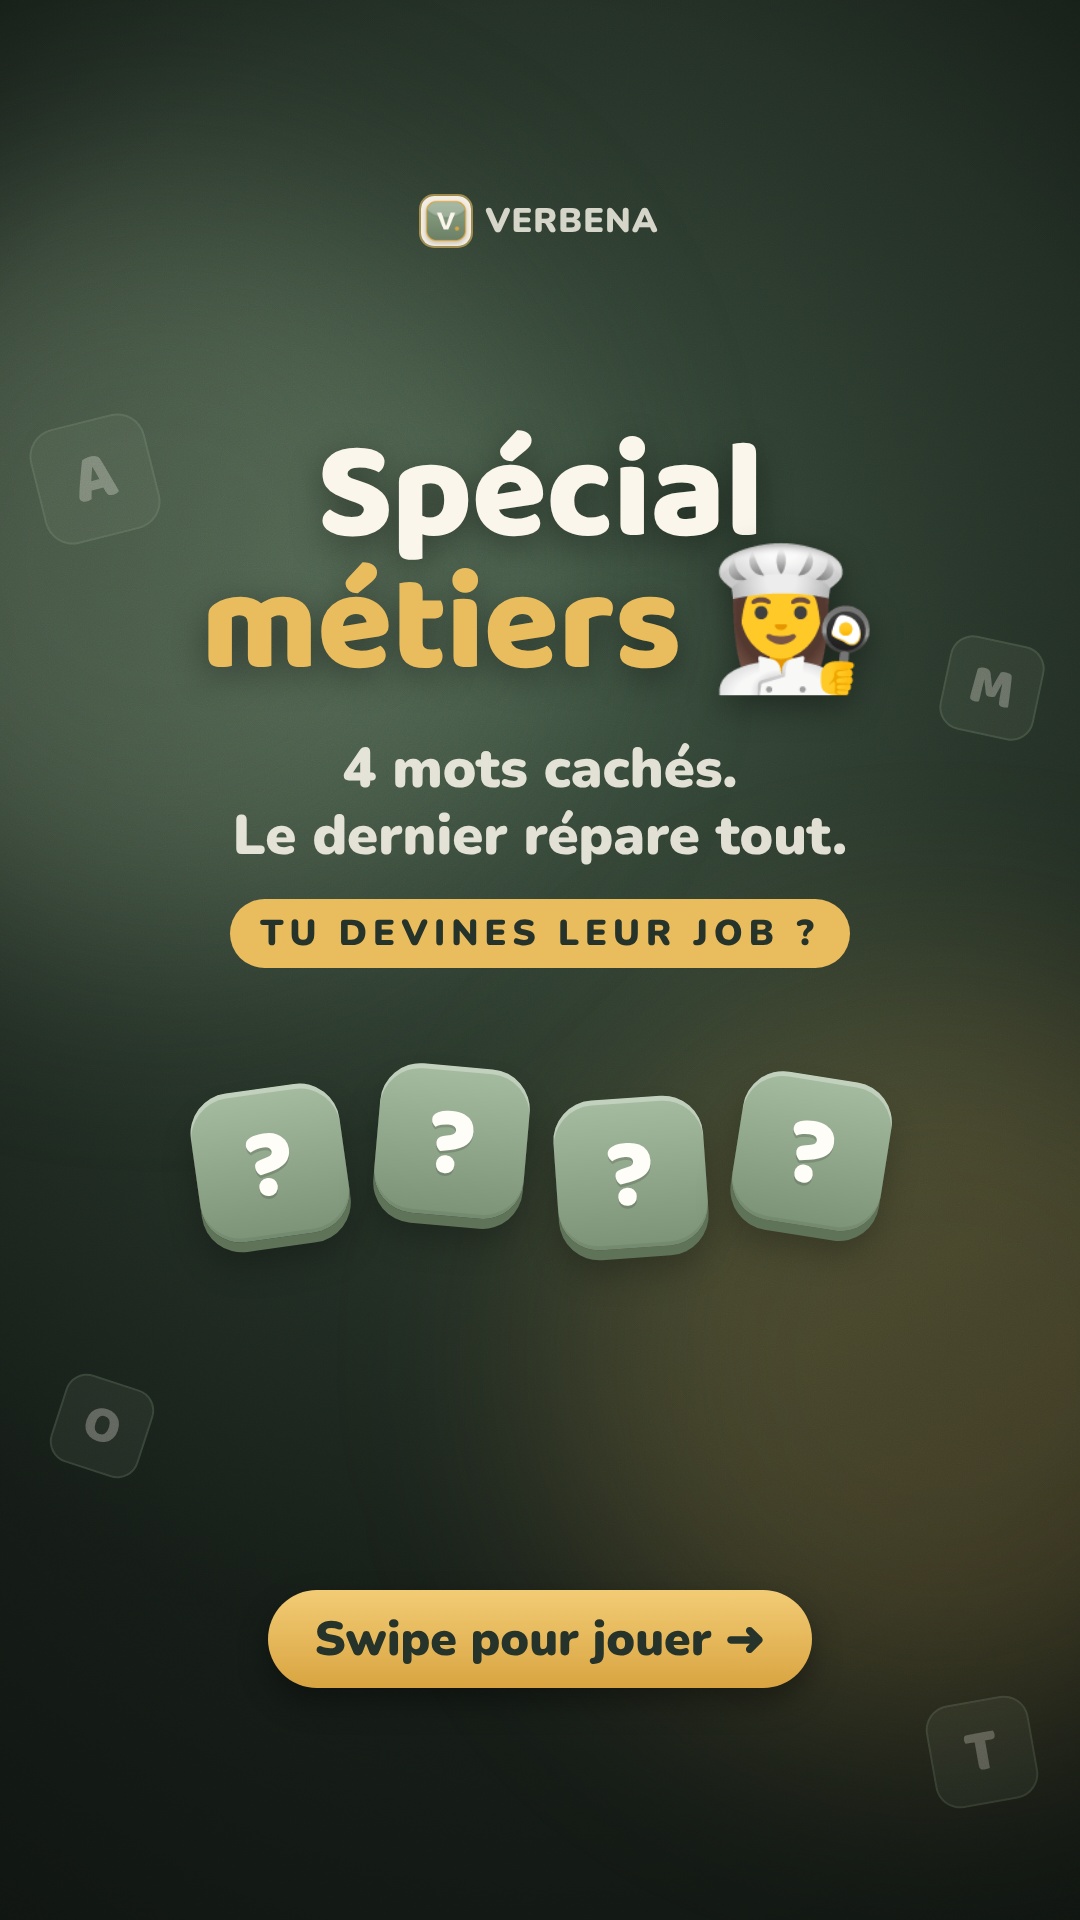 V.
VERBENA
A
Spécial
métiers
M
4 mots cachés.
Le dernier répare tout.
TU DEVINES LEUR JOB ?
? ? ? ?
O
Swipe pour jouer ➜
T